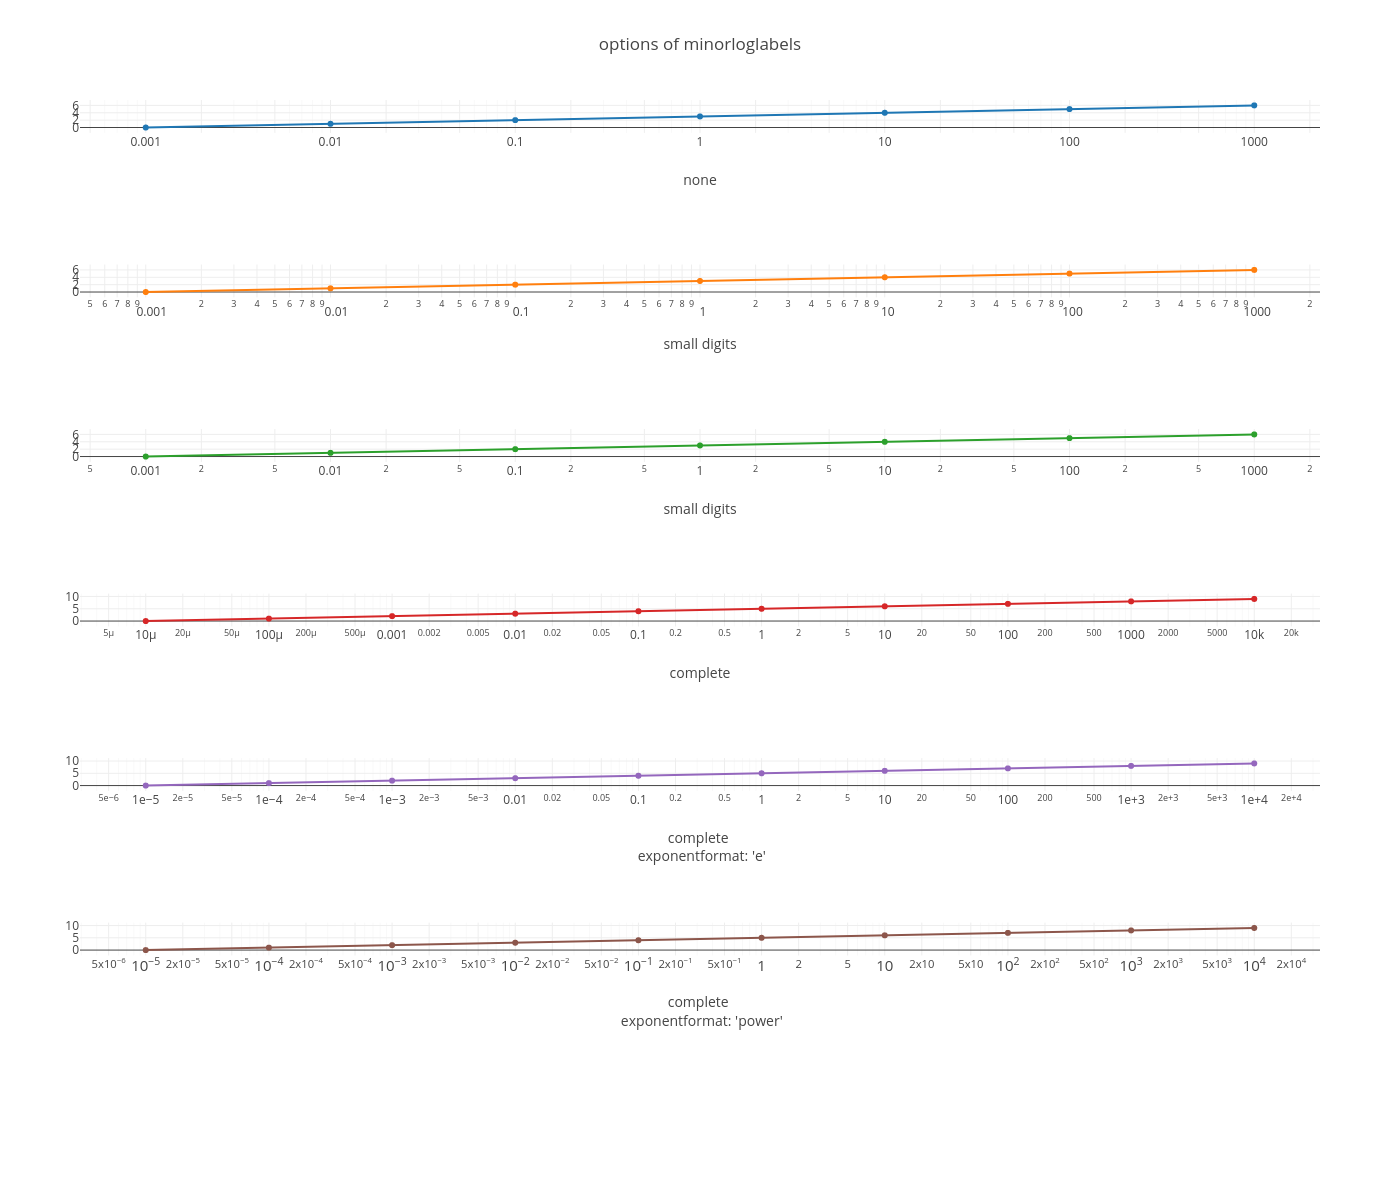 options of minorloglabels
6
4
2
0
0.001 0.01 0.1 1 10 100 1000
none
6
4
2
0
5 6 7 8 9 2 3 4 5 6 7 8 9 2 3 4 5 6 7 8 9 2 3 4 5 6 7 8 9 2 3 4 5 6 7 8 9 2 3 4 5 6 7 8 9 2 3 4 5 6 7 8 9 2
0.001 0.01 0.1 1 10 100 1000
small digits
6
4
2
0
5 0.001 2 5 0.01 2 5 0.1 2 5 1 2 5 10 2 5 100 2 5 1000 2
small digits
10
5
0
5μ 10μ 20μ 50μ 100μ 200μ 500μ 0.001 0.002 0.005 0.01 0.02 0.05 0.1 0.2 0.5 1 2 5 10 20 50 100 200 500 1000 2000 5000 10k 20k
complete
10
5
0
5e−6 1e−5 2e−5 5e−5 1e−4 2e−4 5e−4 1e−3 2e−3 5e−3 0.01 0.02 0.05 0.1 0.2 0.5 1 2 5 10 20 50 100 200 500 1e+3 2e+3 5e+3 1e+4 2e+4
complete
exponentformat: 'e'
10
5
0
5x10⁻⁶ 10⁻⁵ 2x10⁻⁵ 5x10⁻⁵ 10⁻⁴ 2x10⁻⁴ 5x10⁻⁴ 10⁻³ 2x10⁻³ 5x10⁻³ 10⁻² 2x10⁻² 5x10⁻² 10⁻¹ 2x10⁻¹ 5x10⁻¹ 1 2 5 10 2x10 5x10 10² 2x10² 5x10² 10³ 2x10³ 5x10³ 10⁴ 2x10⁴
complete
exponentformat: 'power'